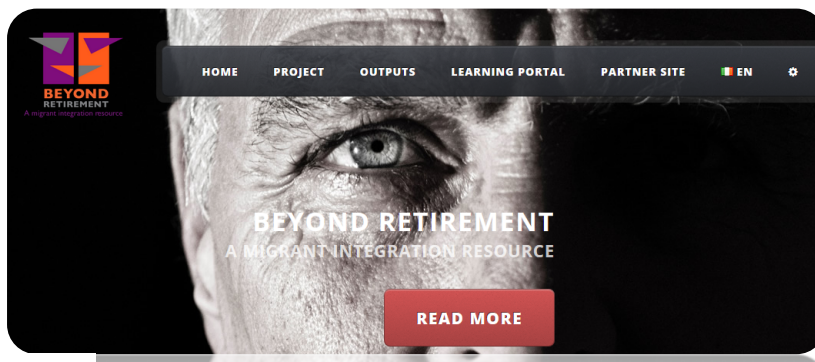 BEYOND
RETIREMENT
A migrant integration resource
HOME
PROJECT
OUTPUTS
LEARNING PORTAL
PARTNER SITE
EN
BEYOND RETIREMENT
A MIGRANT INTEGRATION RESOURCE
READ MORE